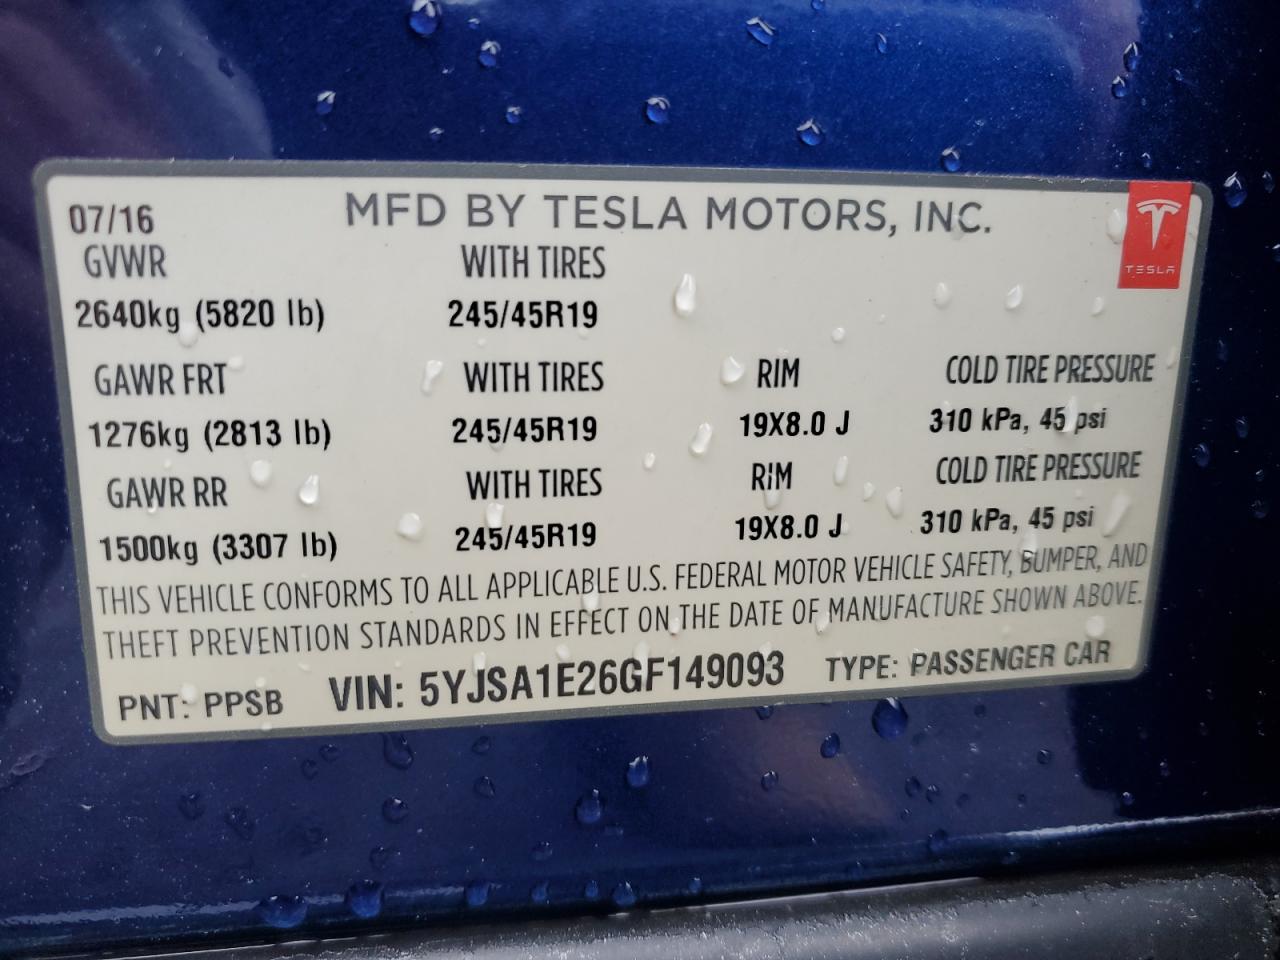 07/16 MFD BY TESLA MOTORS, INC.
TESLA
GVWR WITH TIRES
2640kg (5820 lb) 245/45R19
GAWR FRT WITH TIRES RIM COLD TIRE PRESSURE
1276kg (2813 lb) 245/45R19 19X8.0 J 310 kPa, 45 psi
GAWR RR WITH TIRES RIM COLD TIRE PRESSURE
1500kg (3307 lb) 245/45R19 19X8.0 J 310 kPa, 45 psi
THIS VEHICLE CONFORMS TO ALL APPLICABLE U.S. FEDERAL MOTOR VEHICLE SAFETY, BUMPER, AND
THEFT PREVENTION STANDARDS IN EFFECT ON THE DATE OF MANUFACTURE SHOWN ABOVE.
PNT: PPSB VIN: 5YJSA1E26GF149093 TYPE: PASSENGER CAR